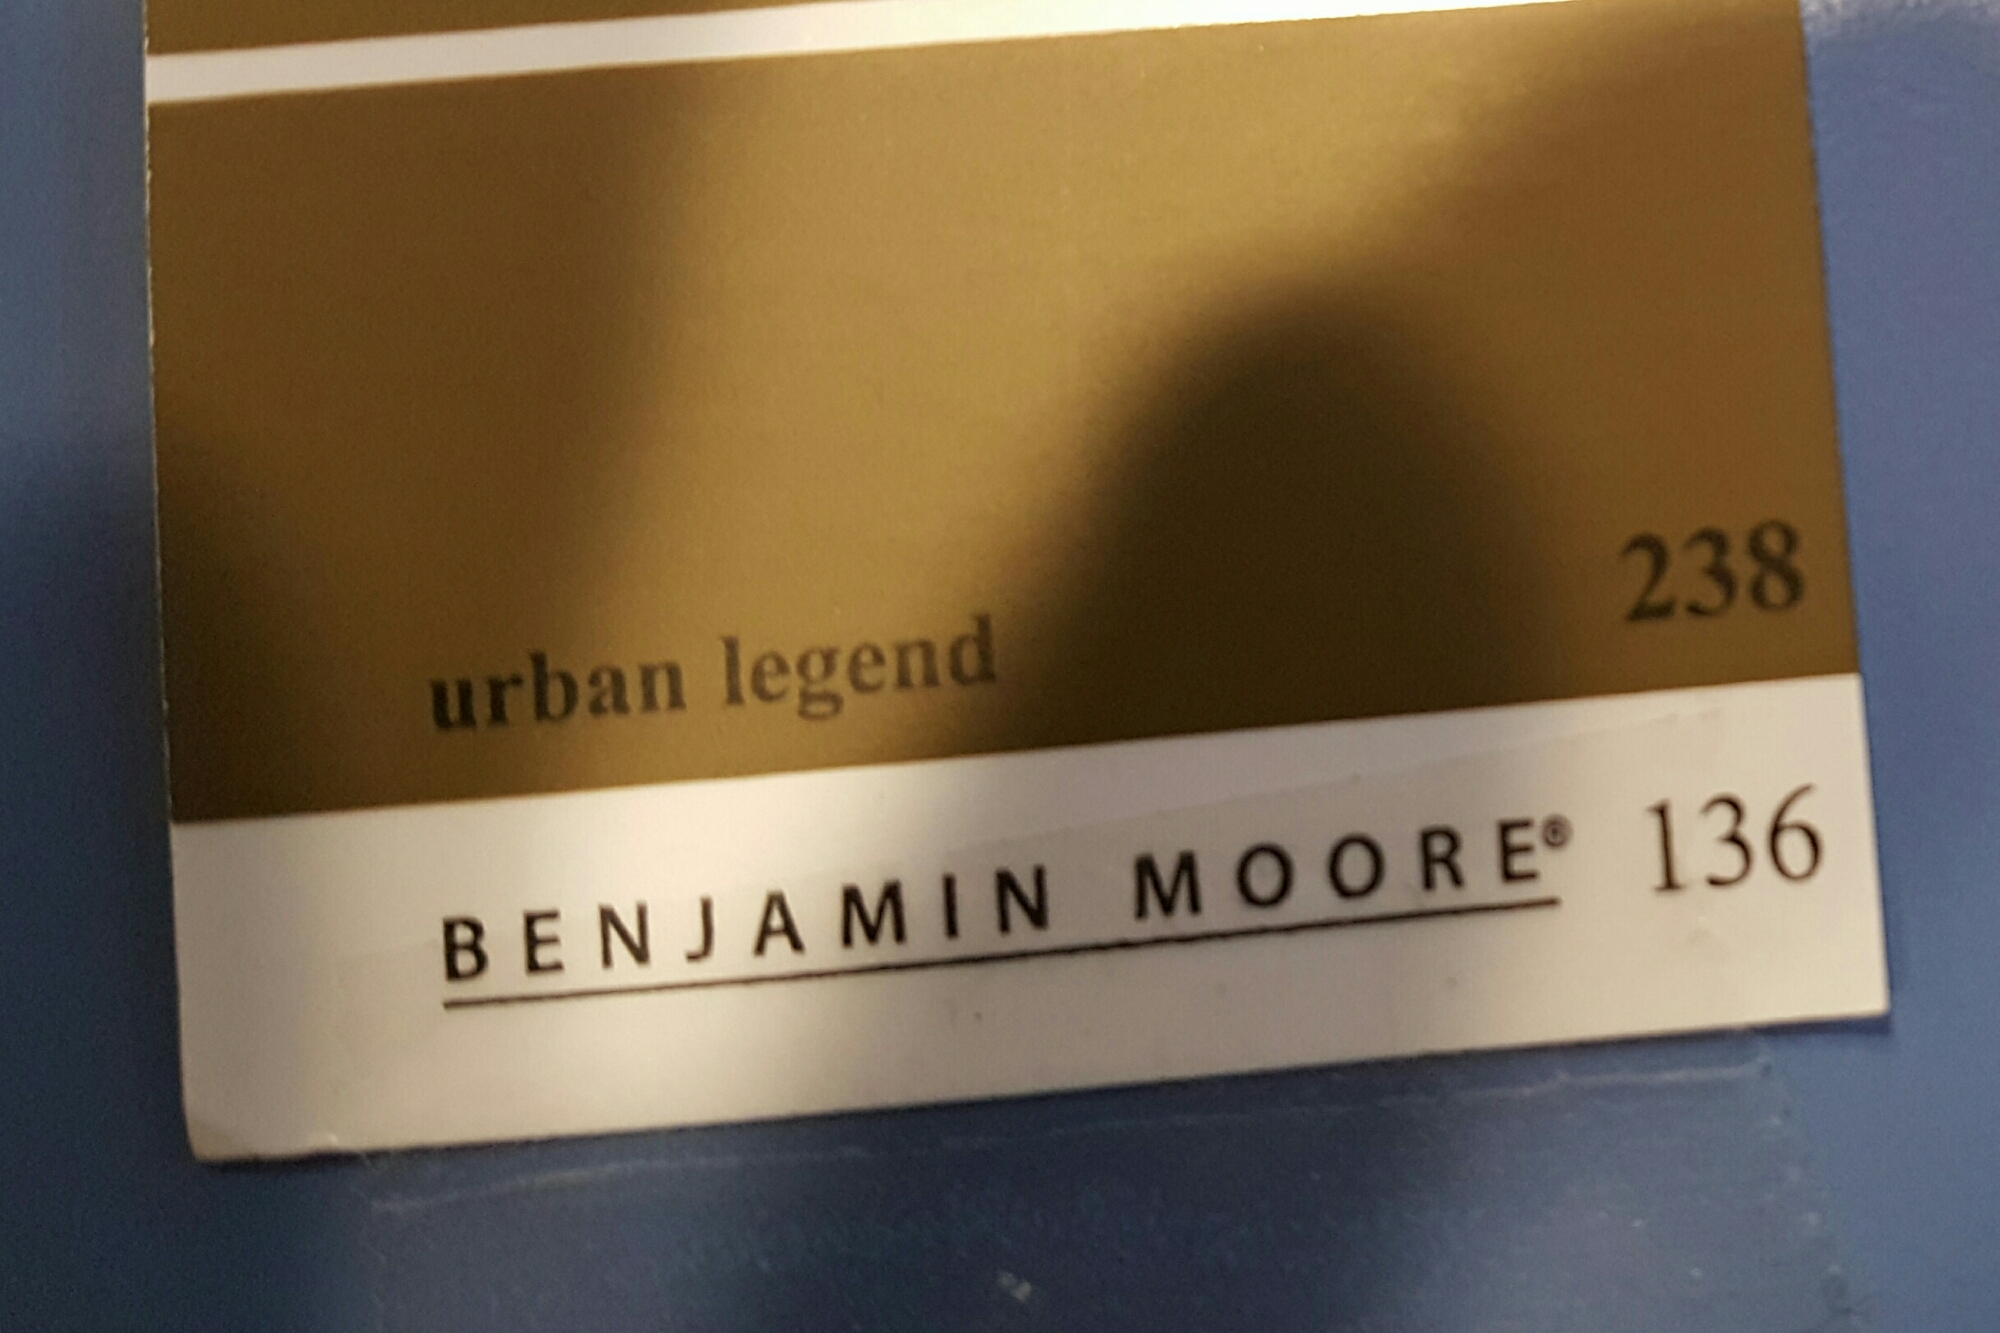 238
urban legend
BENJAMIN MOORE® 136